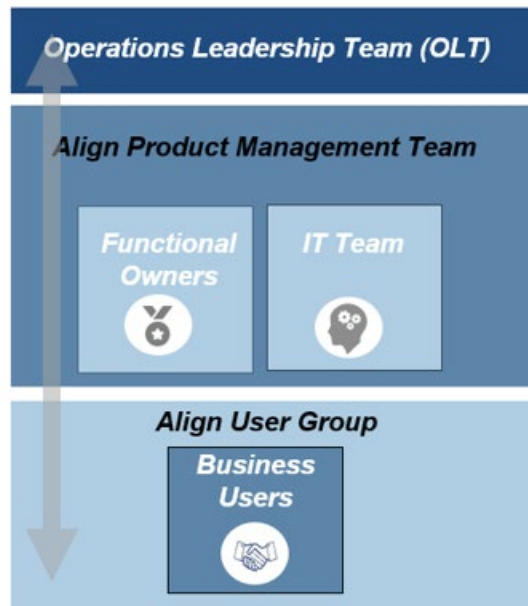 Operations Leadership Team (OLT)
Align Product Management Team
Functional
Owners
IT Team
Align User Group
Business
Users